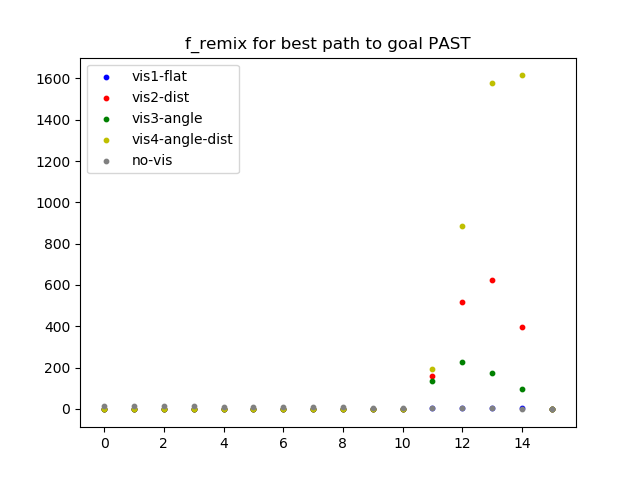 f_remix for best path to goal PAST
vis1-flat
vis2-dist
vis3-angle
vis4-angle-dist
no-vis
1600
1400
1200
1000
800
600
400
200
0
0 2 4 6 8 10 12 14